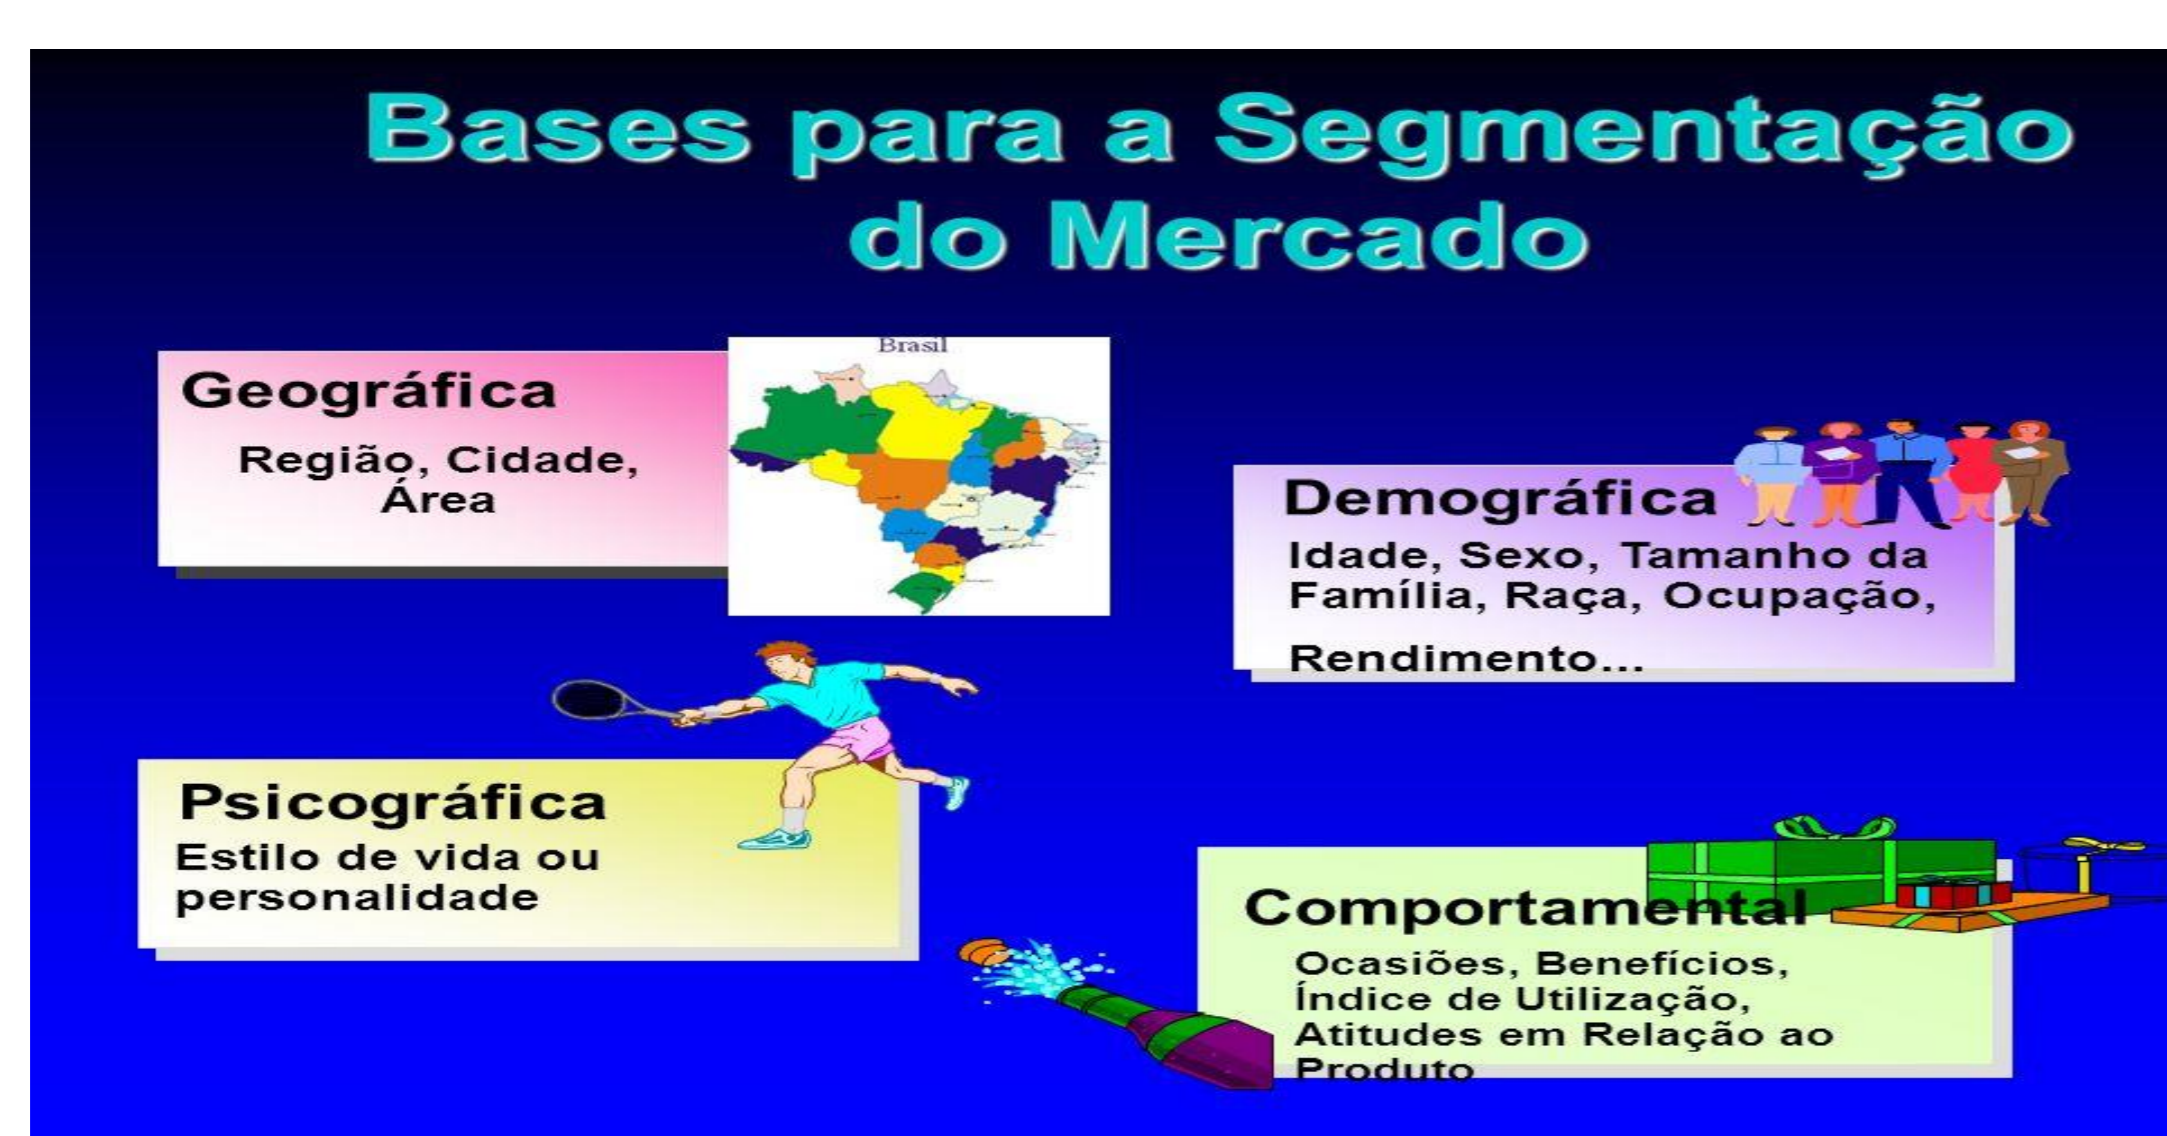 Bases para a Segmentação
do Mercado
Geográfica
Região, Cidade,
Área
Brasil
Demográfica
Idade, Sexo, Tamanho da
Família, Raça, Ocupação,
Rendimento...
Psicográfica
Estilo de vida ou
personalidade
Comportamental
Ocasiões, Benefícios,
Índice de Utilização,
Atitudes em Relação ao
Produto